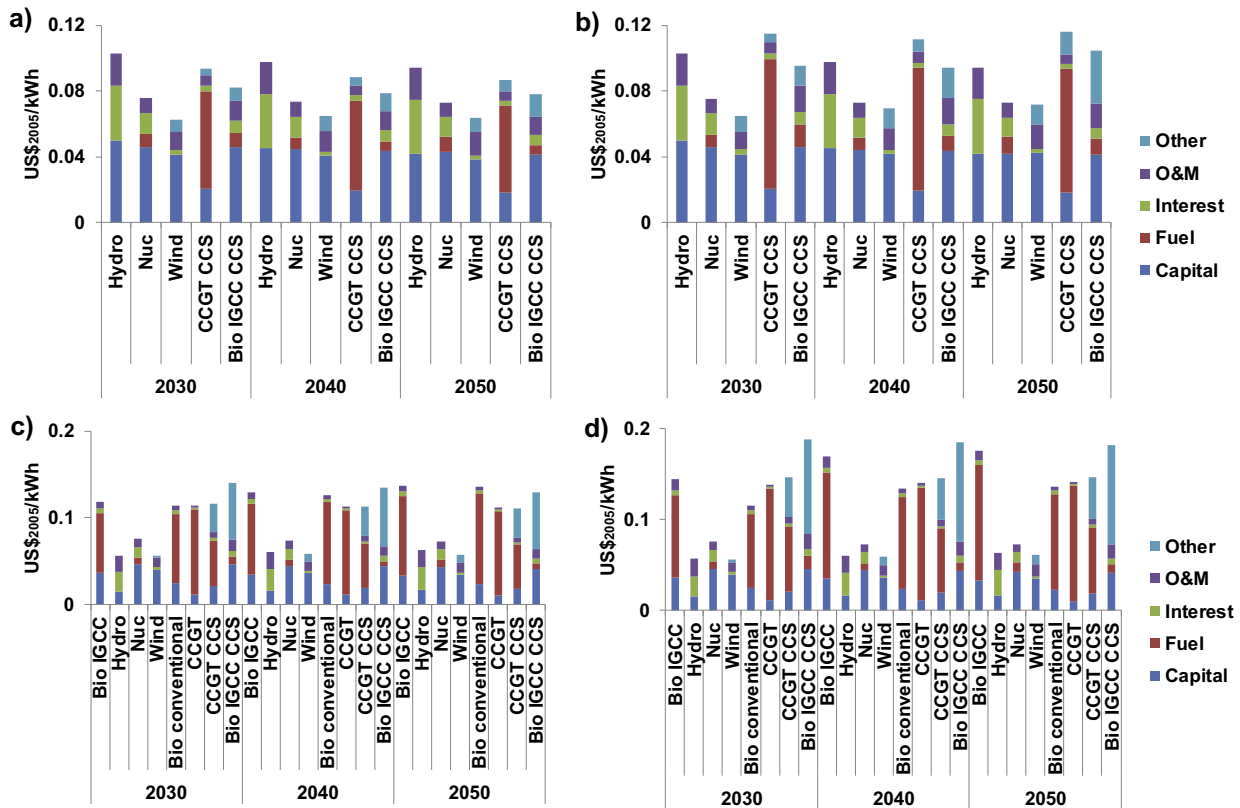 a)
US$2005/kWh
0.12
0.08
0.04
0
Hydro
Nuc
Wind
CCGT CCS
Bio IGCC CCS
Hydro
Nuc
Wind
CCGT CCS
Bio IGCC CCS
Hydro
Nuc
Wind
CCGT CCS
Bio IGCC CCS
2030 2040 2050
b)
US$2005/kWh
0.12
0.08
0.04
0
Hydro
Nuc
Wind
CCGT CCS
Bio IGCC CCS
Hydro
Nuc
Wind
CCGT CCS
Bio IGCC CCS
Hydro
Nuc
Wind
CCGT CCS
Bio IGCC CCS
2030 2040 2050
Other
O&M
Interest
Fuel
Capital
c)
US$2005/kWh
0.2
0.1
0
Bio IGCC
Hydro
Nuc
Wind
Bio conventional
CCGT
CCGT CCS
Bio IGCC CCS
Bio IGCC
Hydro
Nuc
Wind
Bio conventional
CCGT
CCGT CCS
Bio IGCC CCS
Bio IGCC
Hydro
Nuc
Wind
Bio conventional
CCGT
CCGT CCS
Bio IGCC CCS
2030 2040 2050
d)
US$2005/kWh
0.2
0.1
0
Bio IGCC
Hydro
Nuc
Wind
Bio conventional
CCGT
CCGT CCS
Bio IGCC CCS
Bio IGCC
Hydro
Nuc
Wind
Bio conventional
CCGT
CCGT CCS
Bio IGCC CCS
Bio IGCC
Hydro
Nuc
Wind
Bio conventional
CCGT
CCGT CCS
Bio IGCC CCS
2030 2040 2050
Other
O&M
Interest
Fuel
Capital